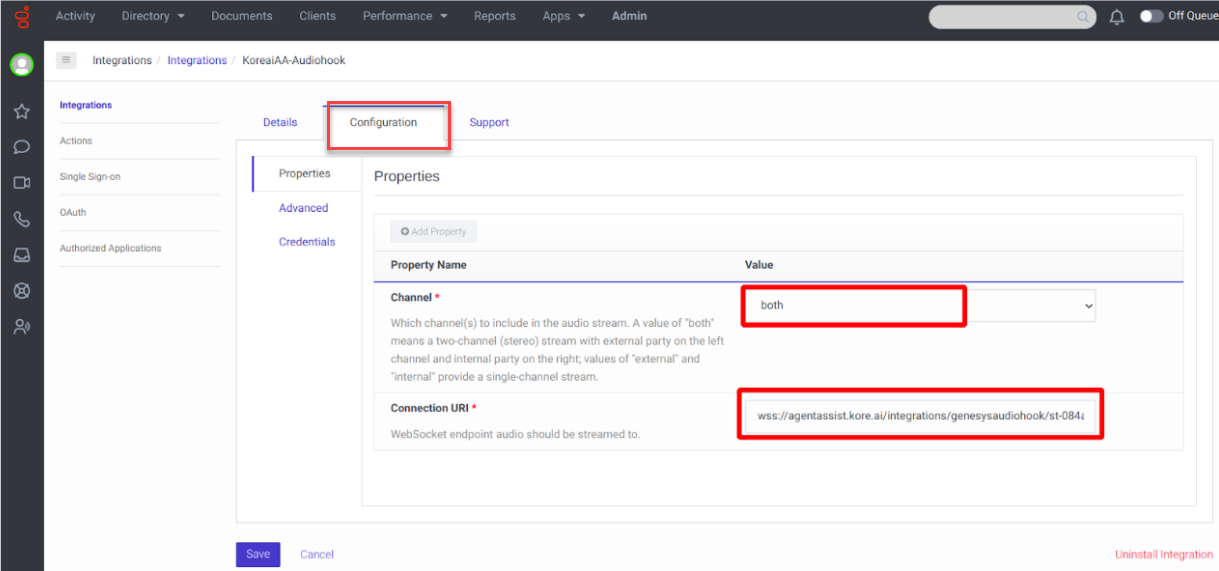 Activity Directory Documents Clients Performance Reports Apps Admin Off Queue
Integrations / Integrations / KoreaiAA-Audiohook
Integrations
Actions
Single Sign-on
OAuth
Authorized Applications
Details Configuration Support
Properties
Advanced
Credentials
Properties
Add Property
Property Name Value
Channel *
Which channel(s) to include in the audio stream. A value of "both"
means a two-channel (stereo) stream with external party on the left
channel and internal party on the right; values of "external" and
"internal" provide a single-channel stream.
both
Connection URI *
WebSocket endpoint audio should be streamed to.
wss://agentassist.kore.ai/integrations/genesysaudiohook/st-084a
Save Cancel Uninstall Integration